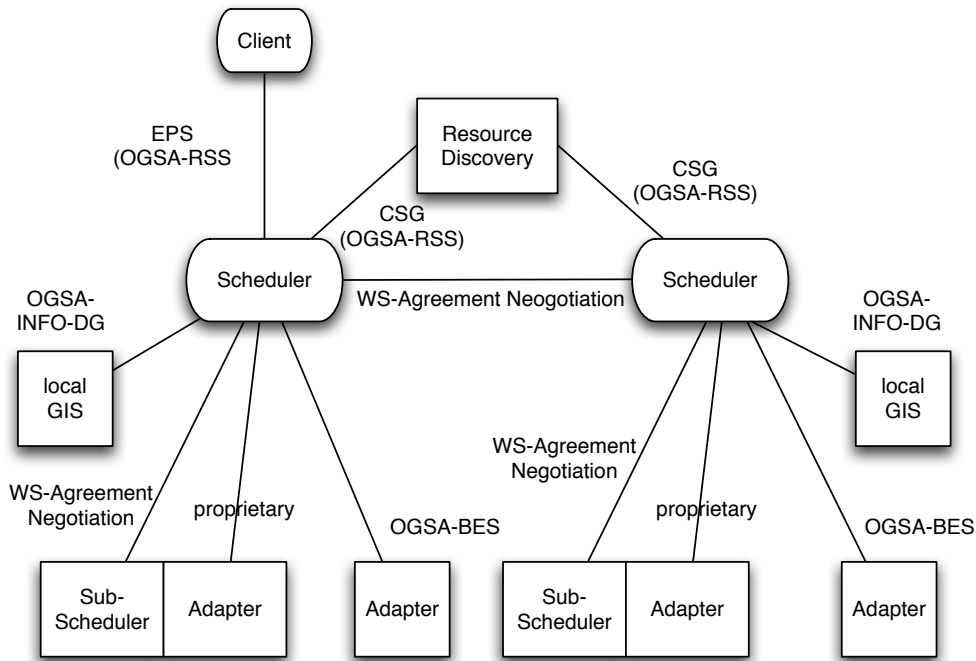 Client
EPS
(OGSA-RSS
Resource
Discovery
CSG
(OGSA-RSS)
CSG
(OGSA-RSS)
Scheduler
WS-Agreement Neogotiation
Scheduler
OGSA-
INFO-DG
local
GIS
OGSA-
INFO-DG
local
GIS
WS-Agreement
Negotiation
proprietary
OGSA-BES
WS-Agreement
Negotiation
proprietary
OGSA-BES
Sub-
Scheduler
Adapter
Adapter
Sub-
Scheduler
Adapter
Adapter